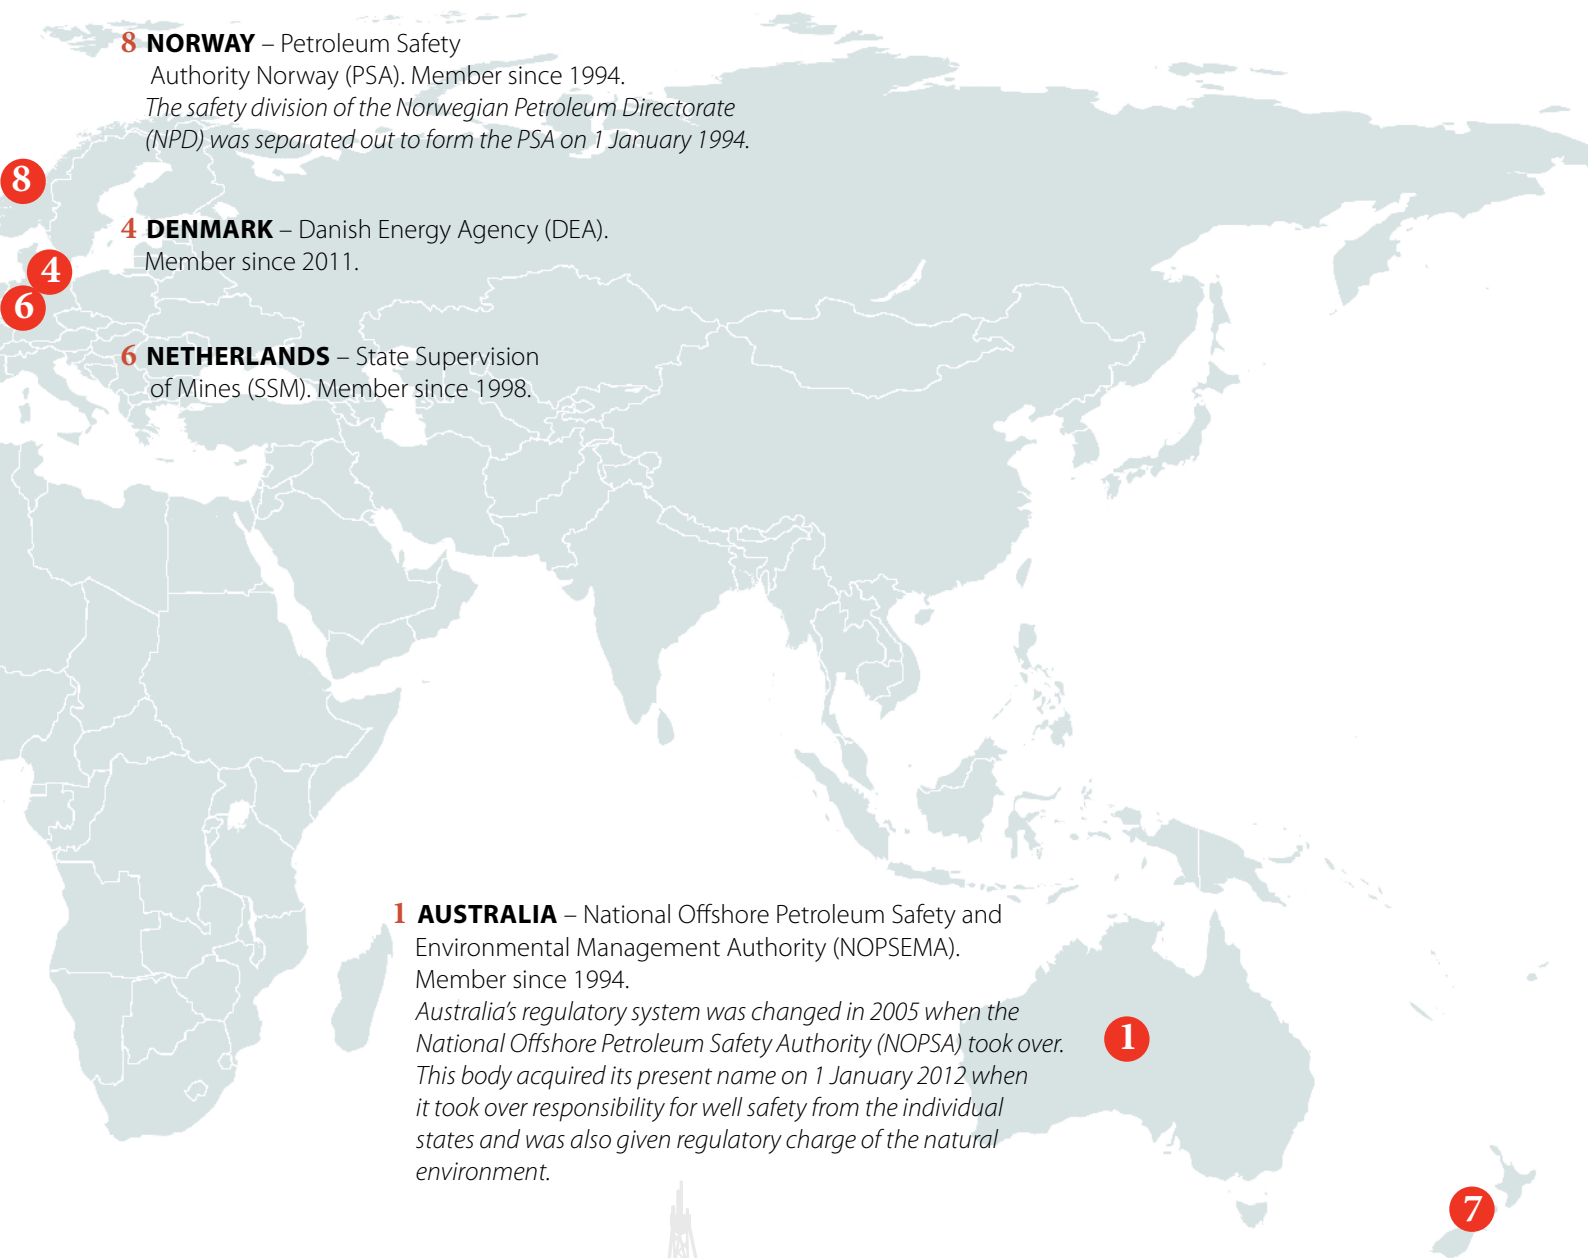 8 NORWAY – Petroleum Safety
Authority Norway (PSA). Member since 1994.
The safety division of the Norwegian Petroleum Directorate
(NPD) was separated out to form the PSA on 1 January 1994.
8
4 DENMARK – Danish Energy Agency (DEA).
Member since 2011.
4
6
6 NETHERLANDS – State Supervision
of Mines (SSM). Member since 1998.
1 AUSTRALIA – National Offshore Petroleum Safety and
Environmental Management Authority (NOPSEMA).
Member since 1994.
Australia’s regulatory system was changed in 2005 when the
National Offshore Petroleum Safety Authority (NOPSA) took over.
This body acquired its present name on 1 January 2012 when
it took over responsibility for well safety from the individual
states and was also given regulatory charge of the natural
environment.
1
7